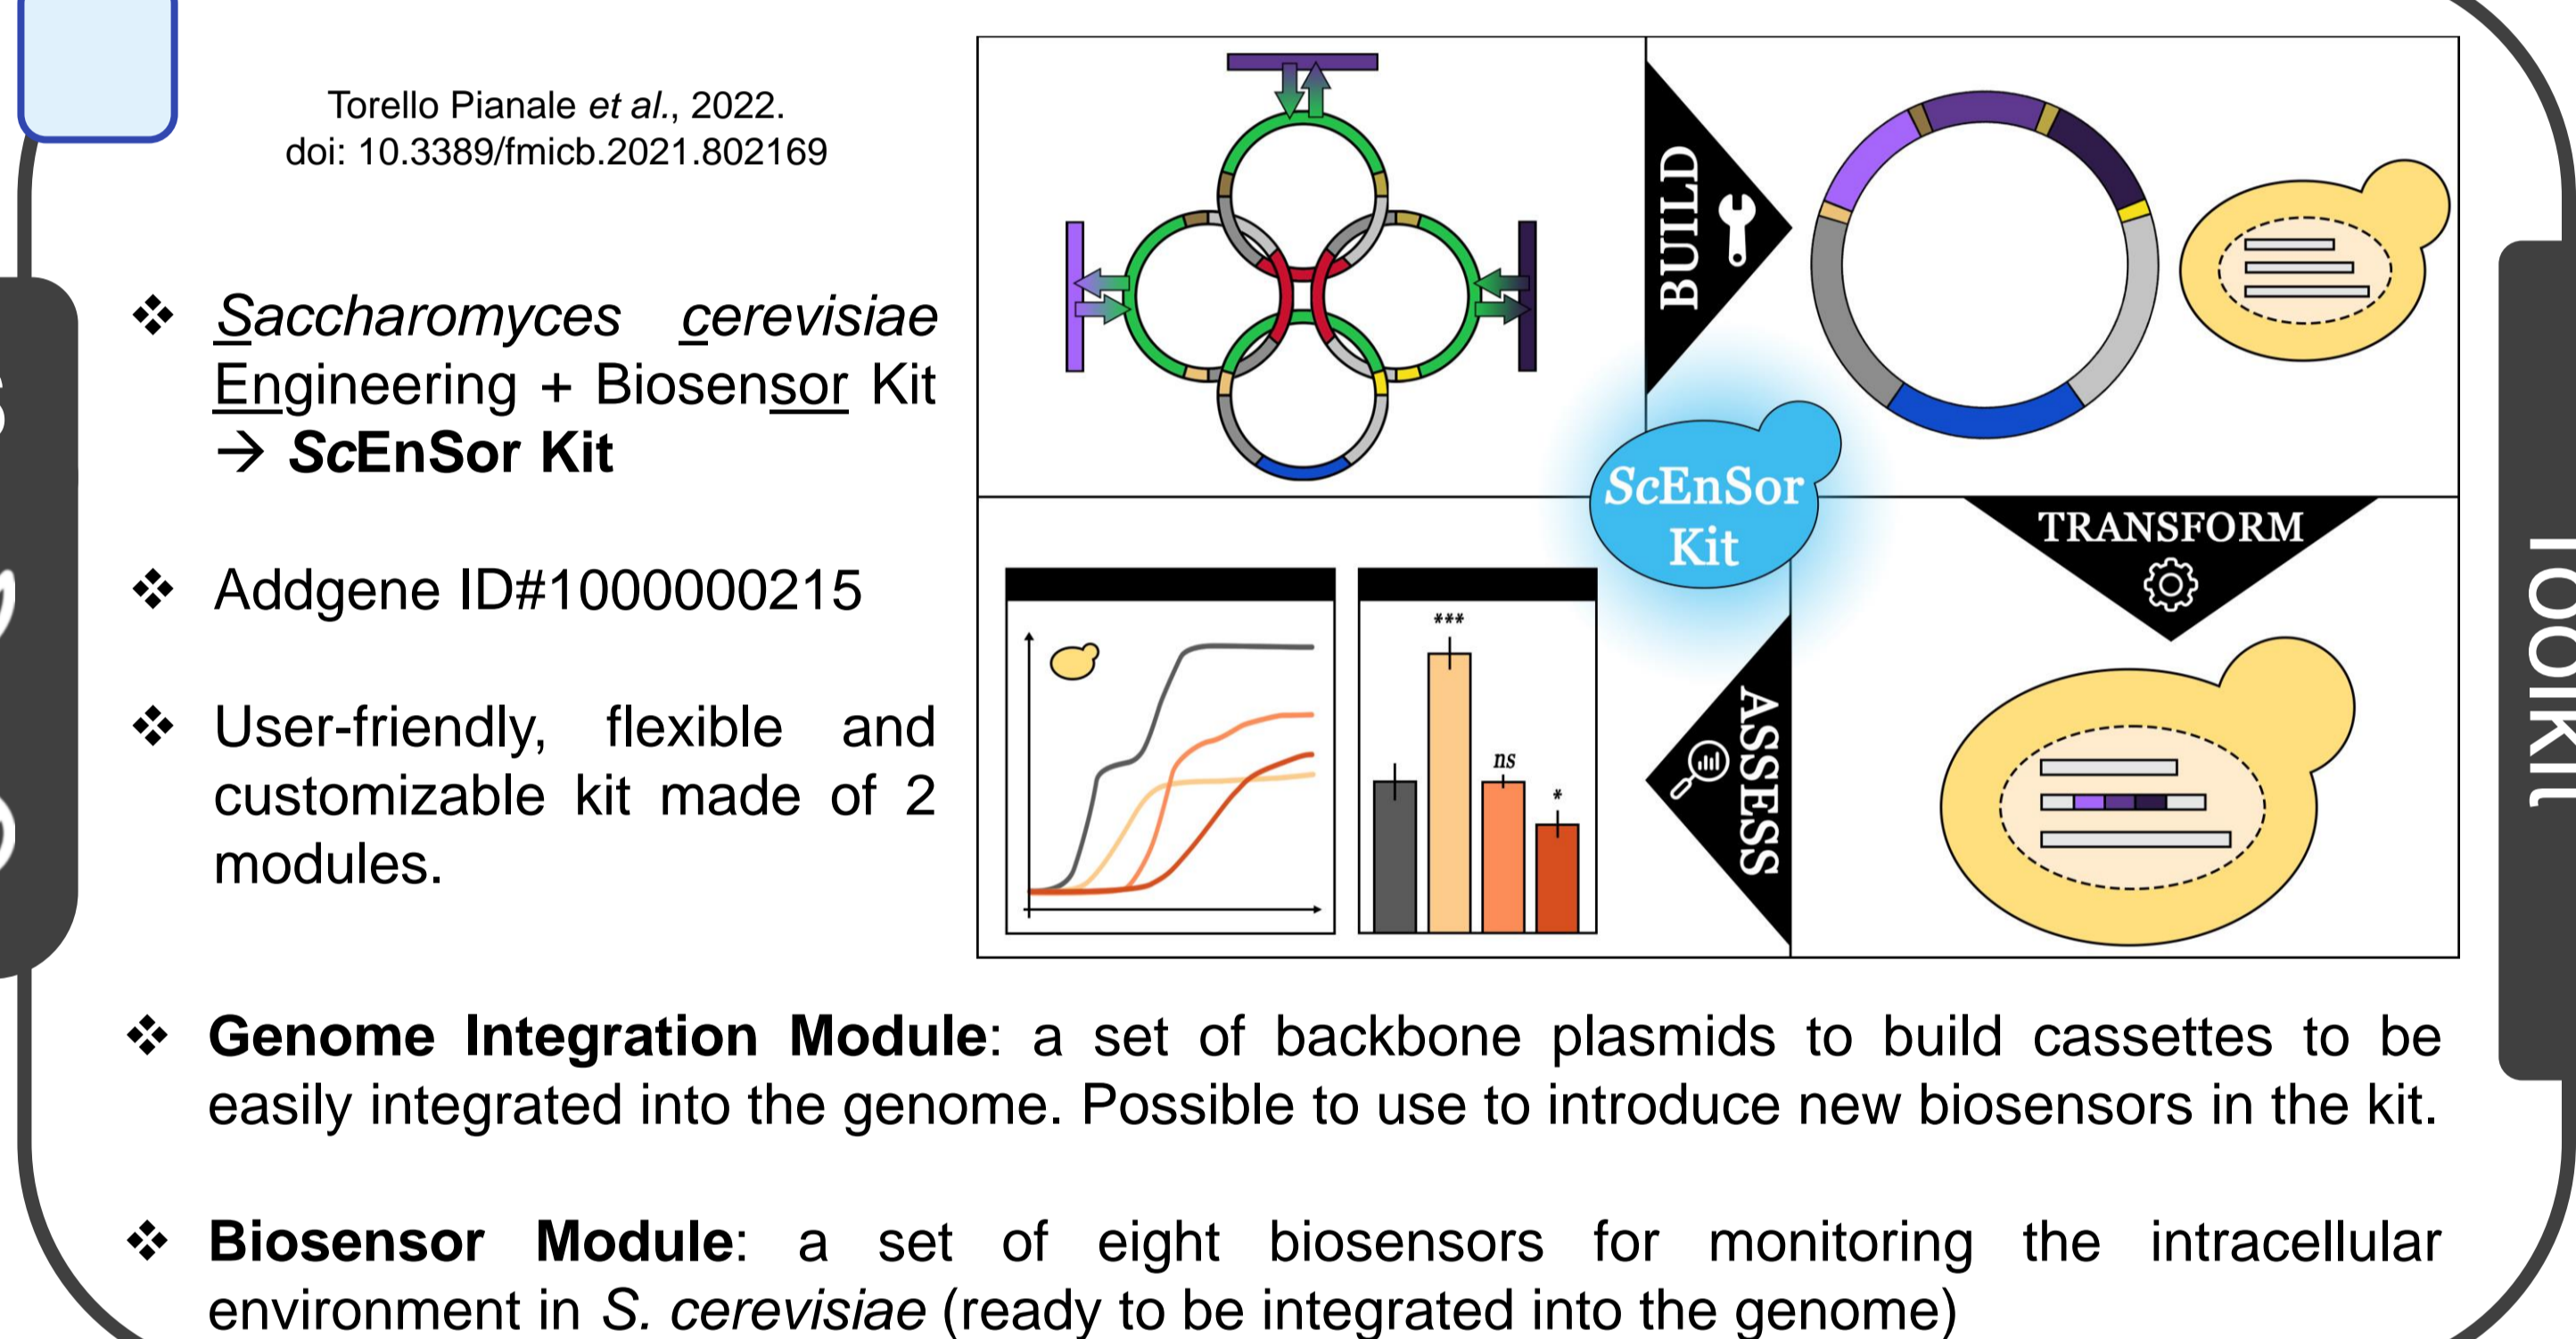 Torello Pianale et al., 2022.
doi: 10.3389/fmicb.2021.802169
❖ Saccharomyces cerevisiae
Engineering + Biosensor Kit
→ ScEnSor Kit
❖ Addgene ID#1000000215
❖ User-friendly, flexible and
customizable kit made of 2
modules.
BUILD
ScEnSor
Kit
TRANSFORM
ASSESS
***
ns
*
❖ Genome Integration Module: a set of backbone plasmids to build cassettes to be
easily integrated into the genome. Possible to use to introduce new biosensors in the kit.
❖ Biosensor Module: a set of eight biosensors for monitoring the intracellular
environment in S. cerevisiae (ready to be integrated into the genome)
Toolkit